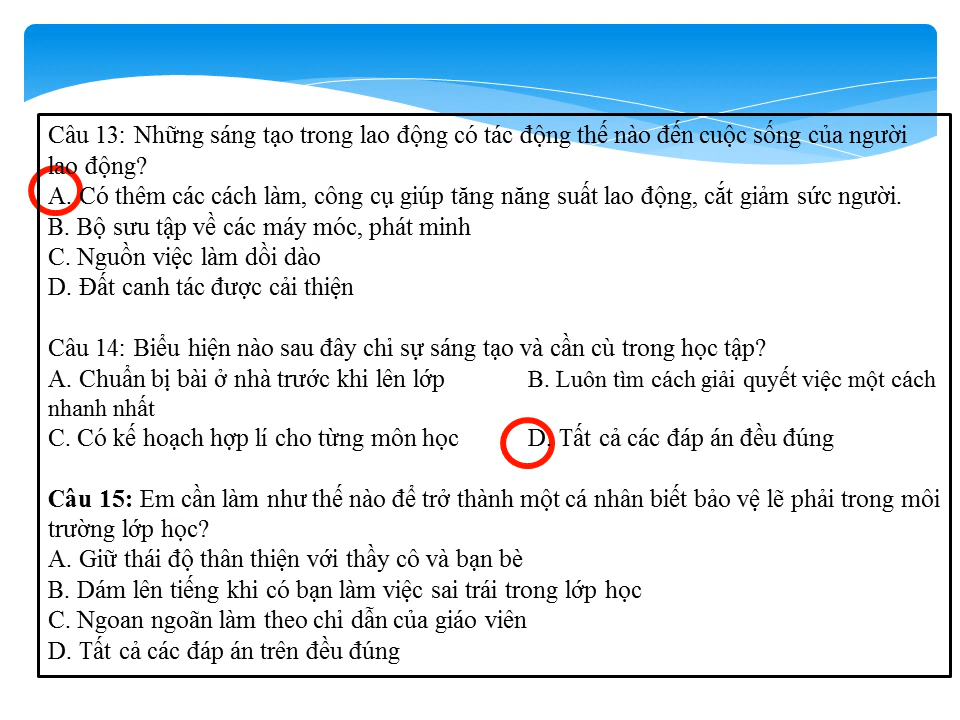 Câu 13: Những sáng tạo trong lao động có tác động thế nào đến cuộc sống của người
lao động?
A. Có thêm các cách làm, công cụ giúp tăng năng suất lao động, cắt giảm sức người.
B. Bộ sưu tập về các máy móc, phát minh
C. Nguồn việc làm dồi dào
D. Đất canh tác được cải thiện
Câu 14: Biểu hiện nào sau đây chỉ sự sáng tạo và cần cù trong học tập?
A. Chuẩn bị bài ở nhà trước khi lên lớp B. Luôn tìm cách giải quyết việc một cách
nhanh nhất
C. Có kế hoạch hợp lí cho từng môn học D. Tất cả các đáp án đều đúng
Câu 15: Em cần làm như thế nào để trở thành một cá nhân biết bảo vệ lẽ phải trong môi
trường lớp học?
A. Giữ thái độ thân thiện với thầy cô và bạn bè
B. Dám lên tiếng khi có bạn làm việc sai trái trong lớp học
C. Ngoan ngoãn làm theo chỉ dẫn của giáo viên
D. Tất cả các đáp án trên đều đúng